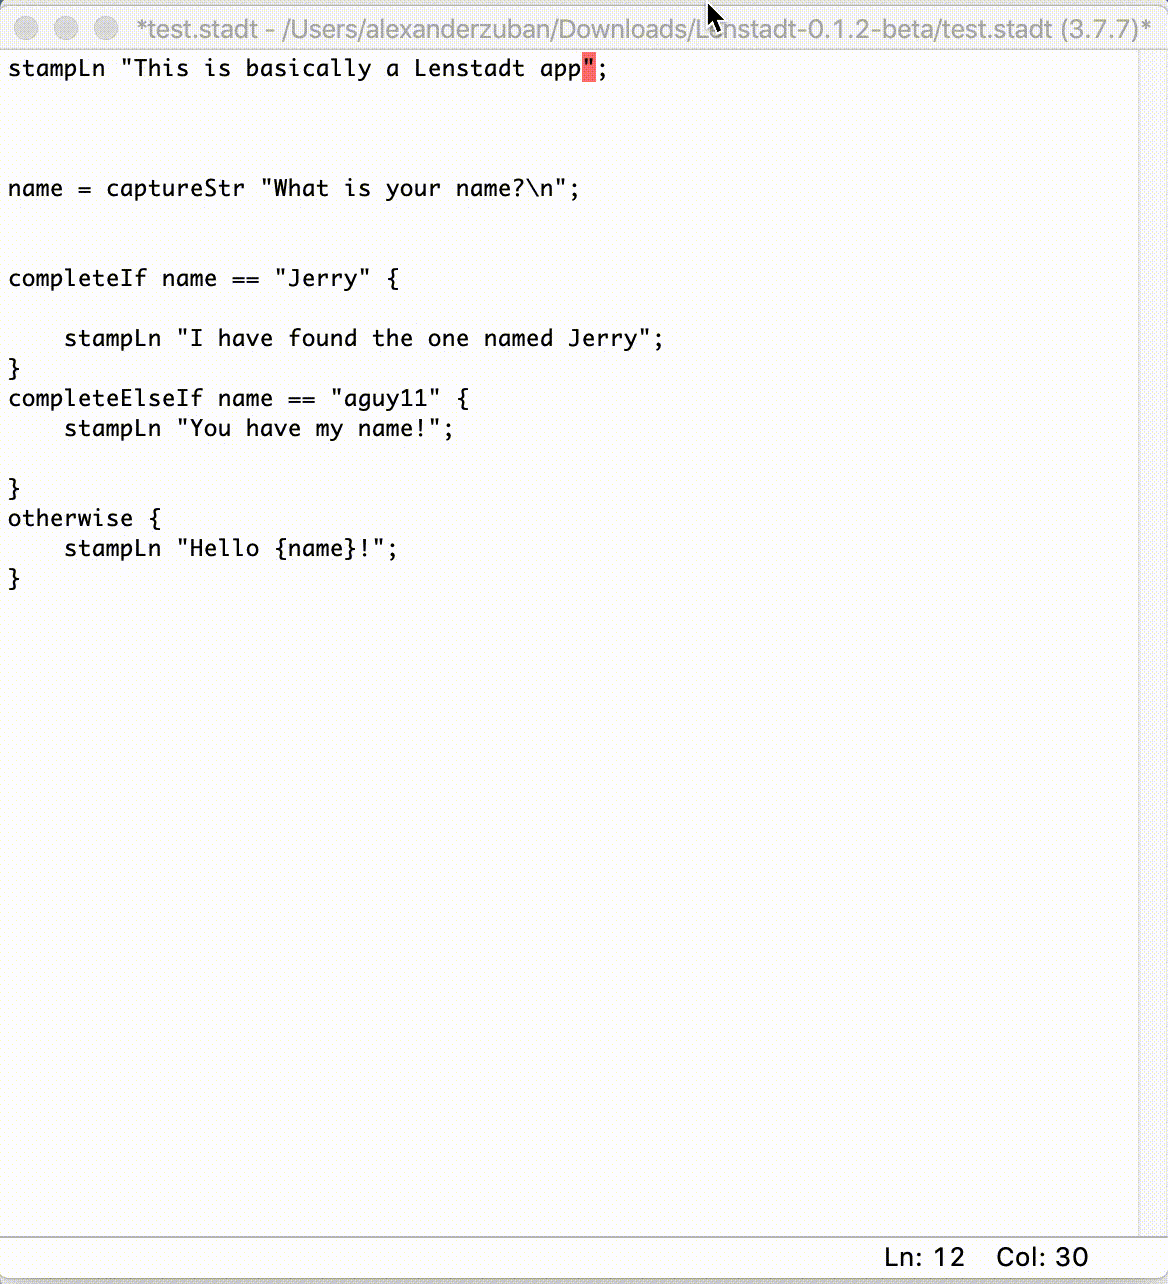 *test.stadt - /Users/alexanderzuban/Downloads/Lenstadt-0.1.2-beta/test.stadt (3.7.7)*
stampLn "This is basically a Lenstadt app";
name = captureStr "What is your name?\n";
completeIf name == "Jerry" {
    stampLn "I have found the one named Jerry";
}
completeElseIf name == "aguy11" {
    stampLn "You have my name!";
}
otherwise {
    stampLn "Hello {name}!";
}
Ln: 12 Col: 30